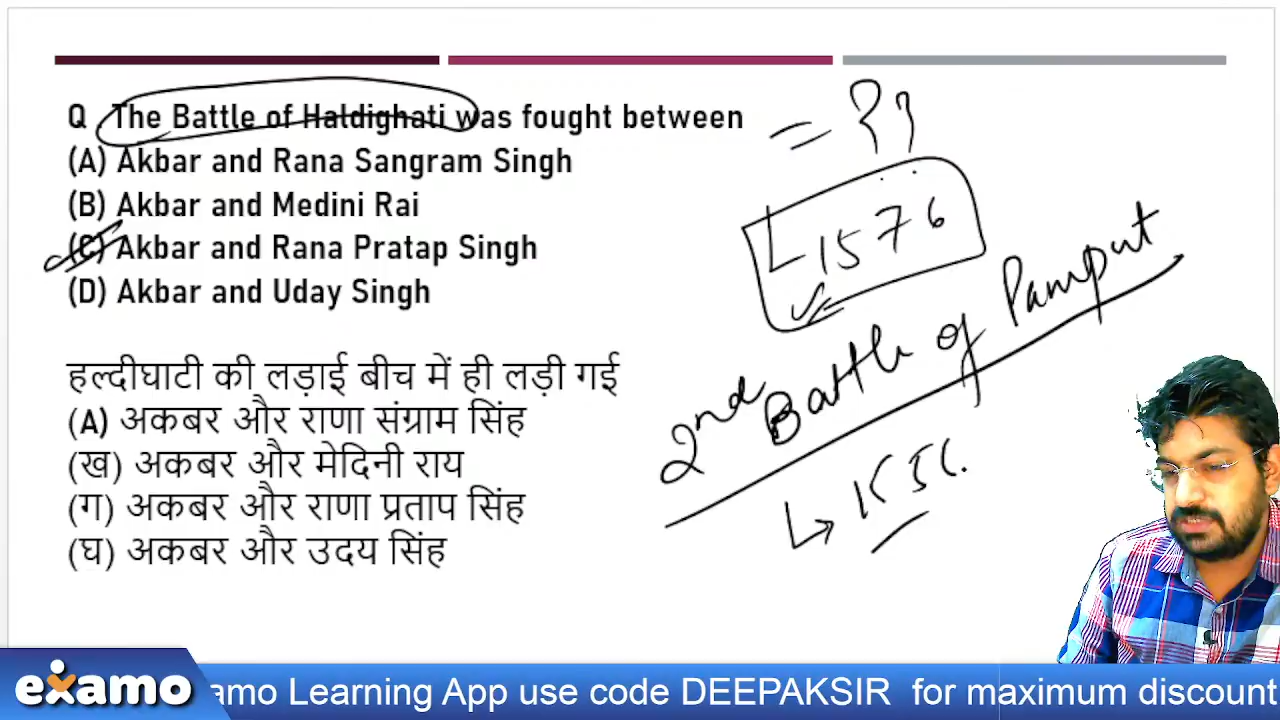 Q The Battle of Haldighati was fought between
(A) Akbar and Rana Sangram Singh
(B) Akbar and Medini Rai
(C) Akbar and Rana Pratap Singh
(D) Akbar and Uday Singh
हल्दीघाटी की लड़ाई बीच में ही लड़ी गई
(A) अकबर और राणा संग्राम सिंह
(ख) अकबर और मेदिनी राय
(ग) अकबर और राणा प्रताप सिंह
(घ) अकबर और उदय सिंह
= ??
1576
2nd Battle of Panipat
examo
amo Learning App use code DEEPAKSIR for maximum discount